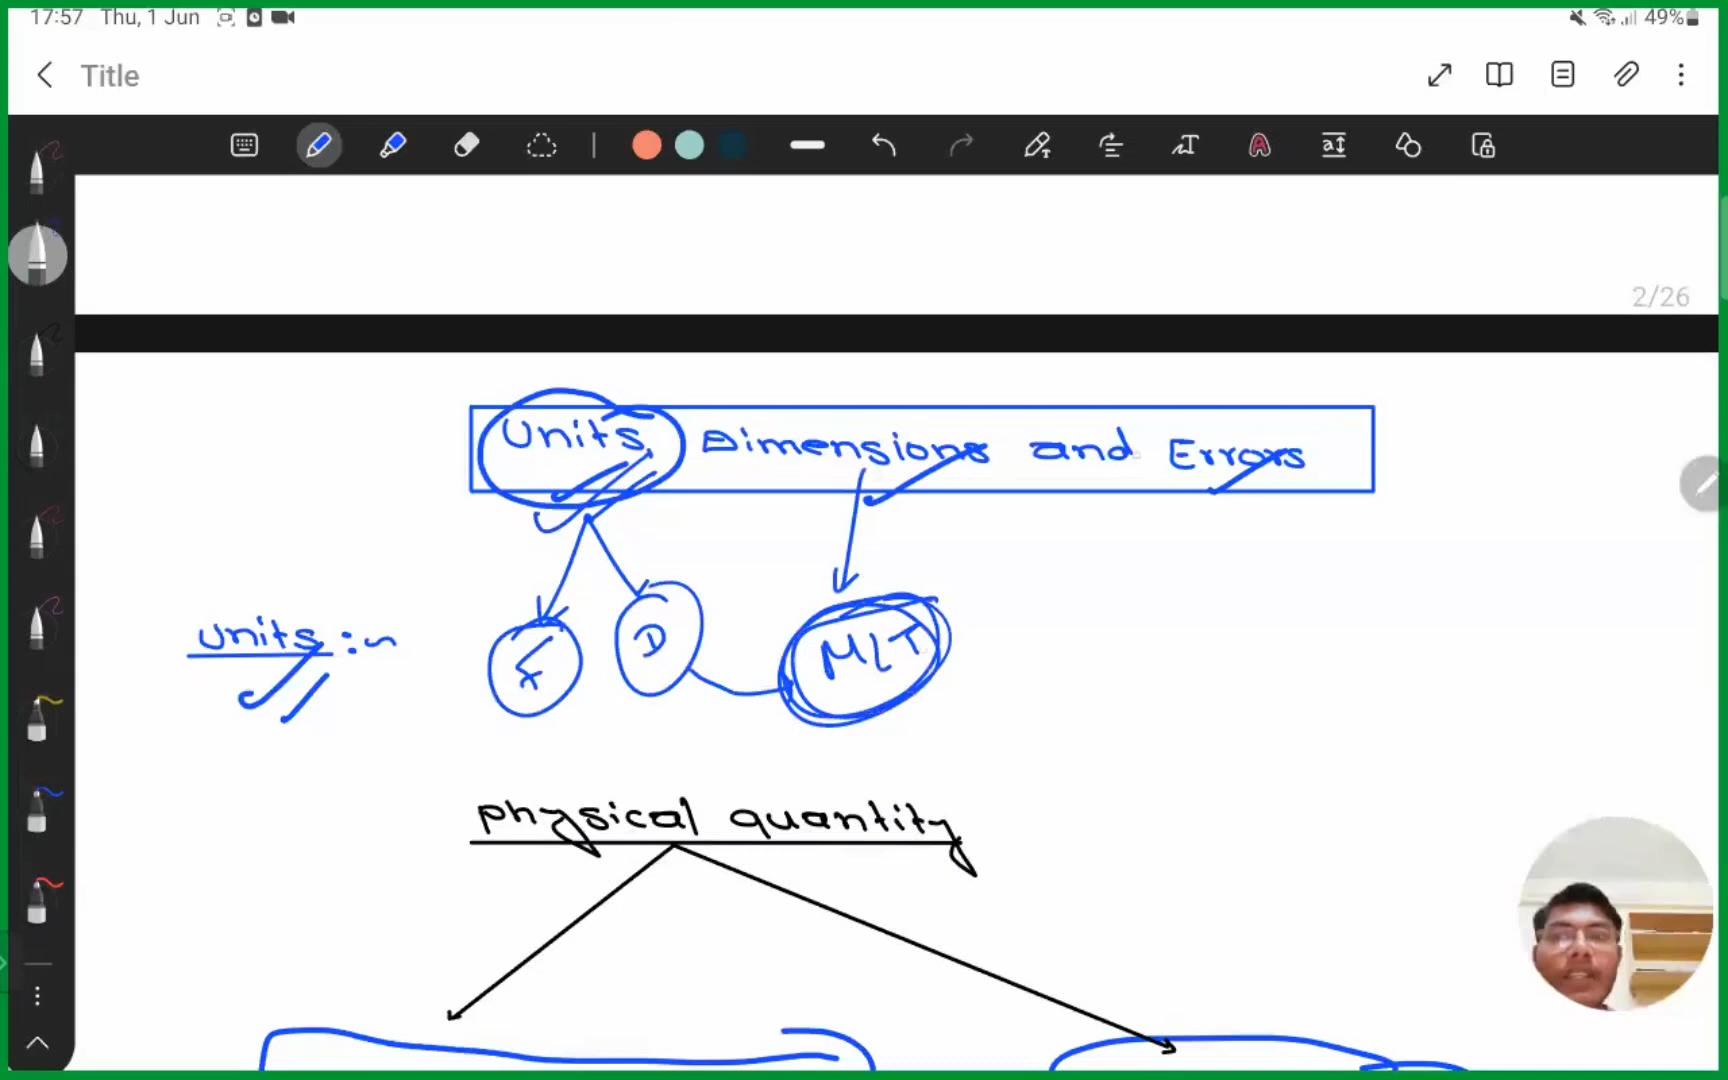 17:57 Thu, 1 Jun
49%
Title
2/26
Units Dimensions and Errors
units :~
F
D
MLT
physical quantity